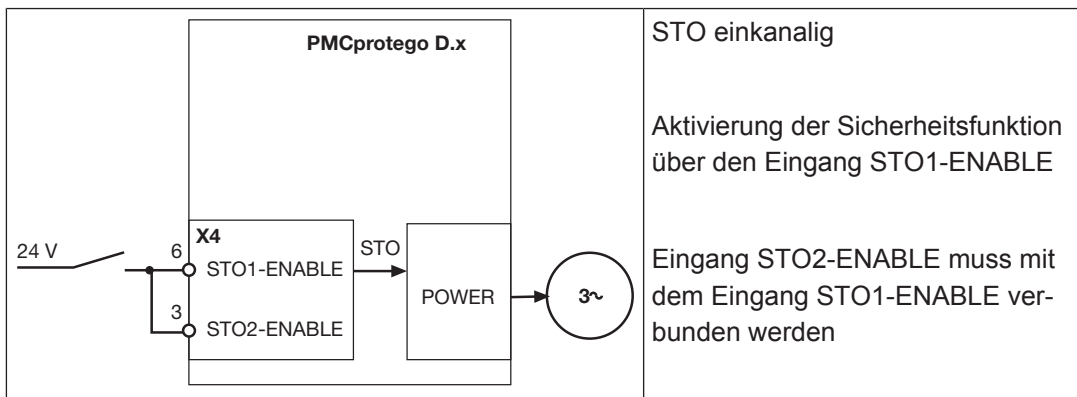 PMCprotego D.x
24 V
6
X4
STO1-ENABLE
STO
3
STO2-ENABLE
POWER
3~
STO einkanalig
Aktivierung der Sicherheitsfunktion
über den Eingang STO1-ENABLE
Eingang STO2-ENABLE muss mit
dem Eingang STO1-ENABLE ver-
bunden werden